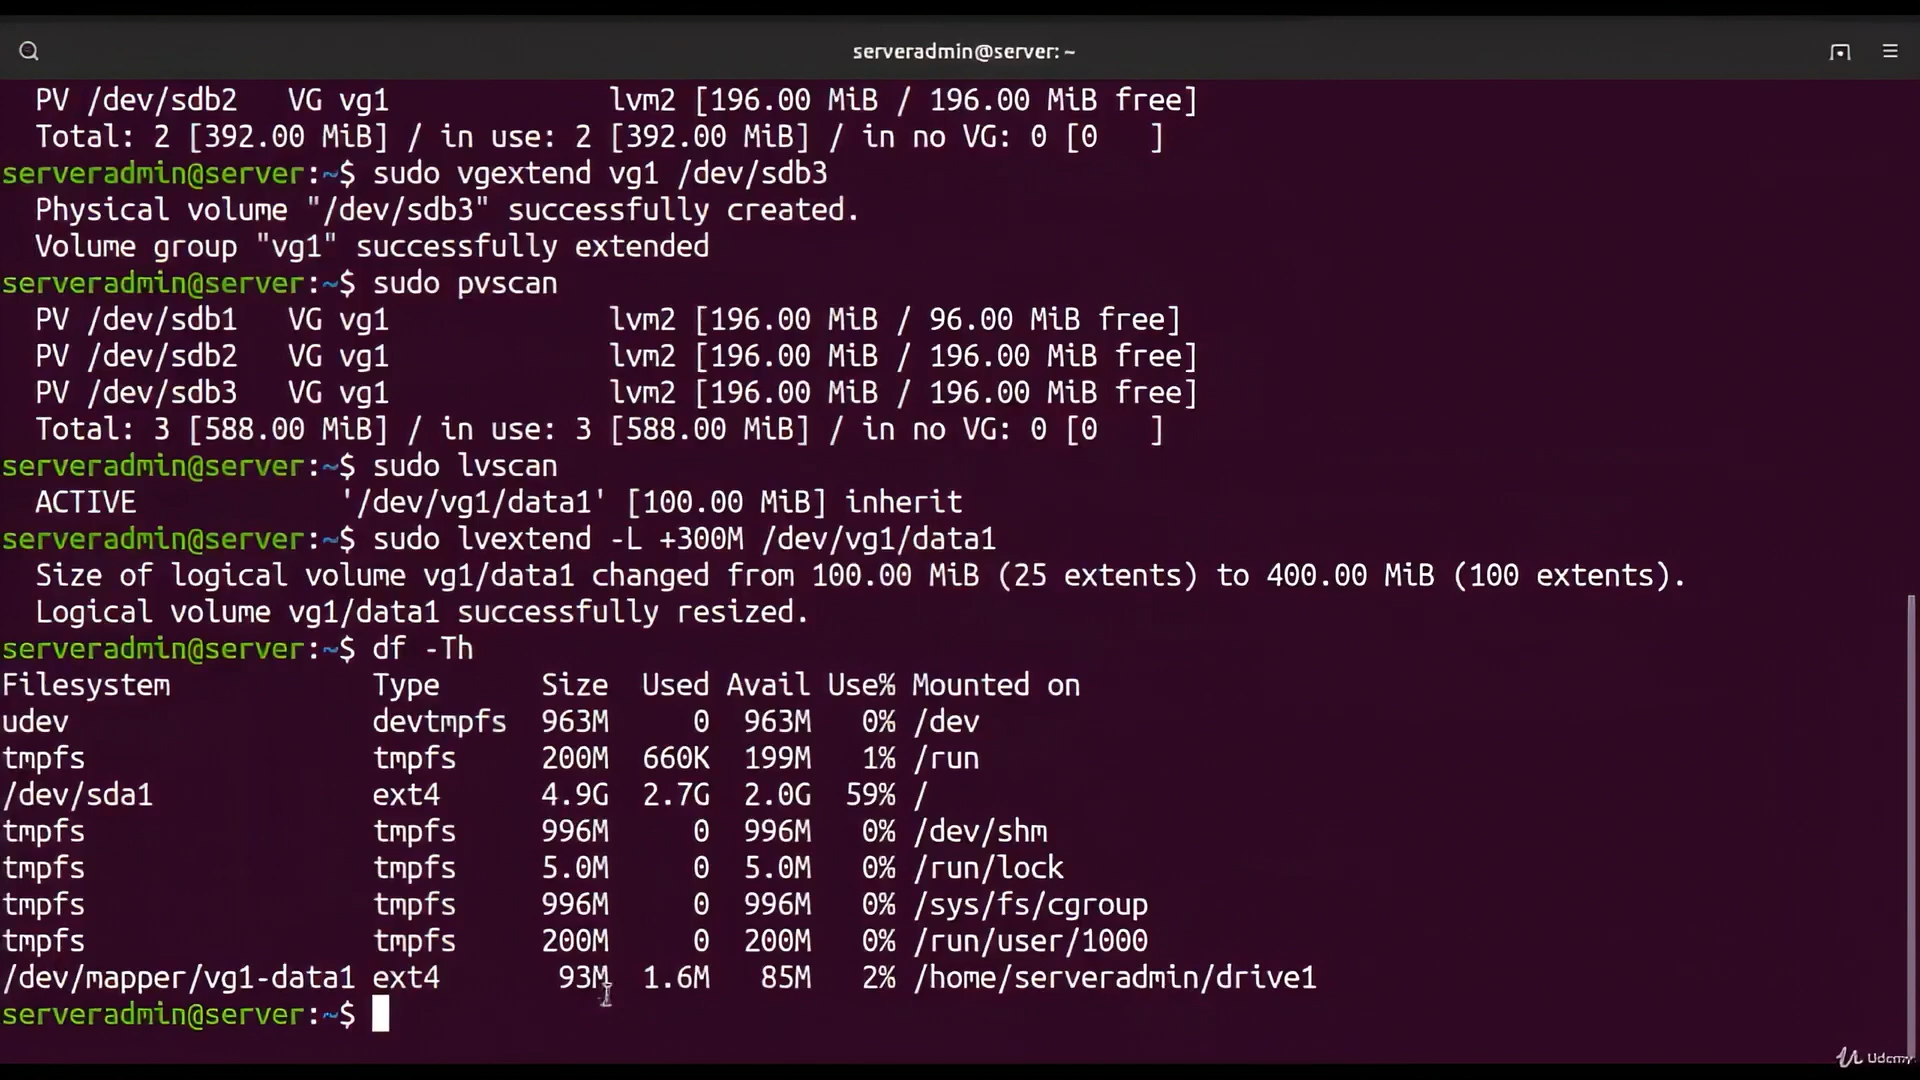 serveradmin@server: ~
PV /dev/sdb2   VG vg1             lvm2 [196.00 MiB / 196.00 MiB free]
Total: 2 [392.00 MiB] / in use: 2 [392.00 MiB] / in no VG: 0 [0   ]
serveradmin@server:~$ sudo vgextend vg1 /dev/sdb3
Physical volume "/dev/sdb3" successfully created.
Volume group "vg1" successfully extended
serveradmin@server:~$ sudo pvscan
PV /dev/sdb1   VG vg1             lvm2 [196.00 MiB / 96.00 MiB free]
PV /dev/sdb2   VG vg1             lvm2 [196.00 MiB / 196.00 MiB free]
PV /dev/sdb3   VG vg1             lvm2 [196.00 MiB / 196.00 MiB free]
Total: 3 [588.00 MiB] / in use: 3 [588.00 MiB] / in no VG: 0 [0   ]
serveradmin@server:~$ sudo lvscan
ACTIVE            '/dev/vg1/data1' [100.00 MiB] inherit
serveradmin@server:~$ sudo lvextend -L +300M /dev/vg1/data1
Size of logical volume vg1/data1 changed from 100.00 MiB (25 extents) to 400.00 MiB (100 extents).
Logical volume vg1/data1 successfully resized.
serveradmin@server:~$ df -Th
Filesystem            Type      Size  Used Avail Use% Mounted on
udev                  devtmpfs  963M     0  963M   0% /dev
tmpfs                 tmpfs     200M  660K  199M   1% /run
/dev/sda1             ext4      4.9G  2.7G  2.0G  59% /
tmpfs                 tmpfs     996M     0  996M   0% /dev/shm
tmpfs                 tmpfs     5.0M     0  5.0M   0% /run/lock
tmpfs                 tmpfs     996M     0  996M   0% /sys/fs/cgroup
tmpfs                 tmpfs     200M     0  200M   0% /run/user/1000
/dev/mapper/vg1-data1 ext4       93M  1.6M   85M   2% /home/serveradmin/drive1
serveradmin@server:~$
Udemy